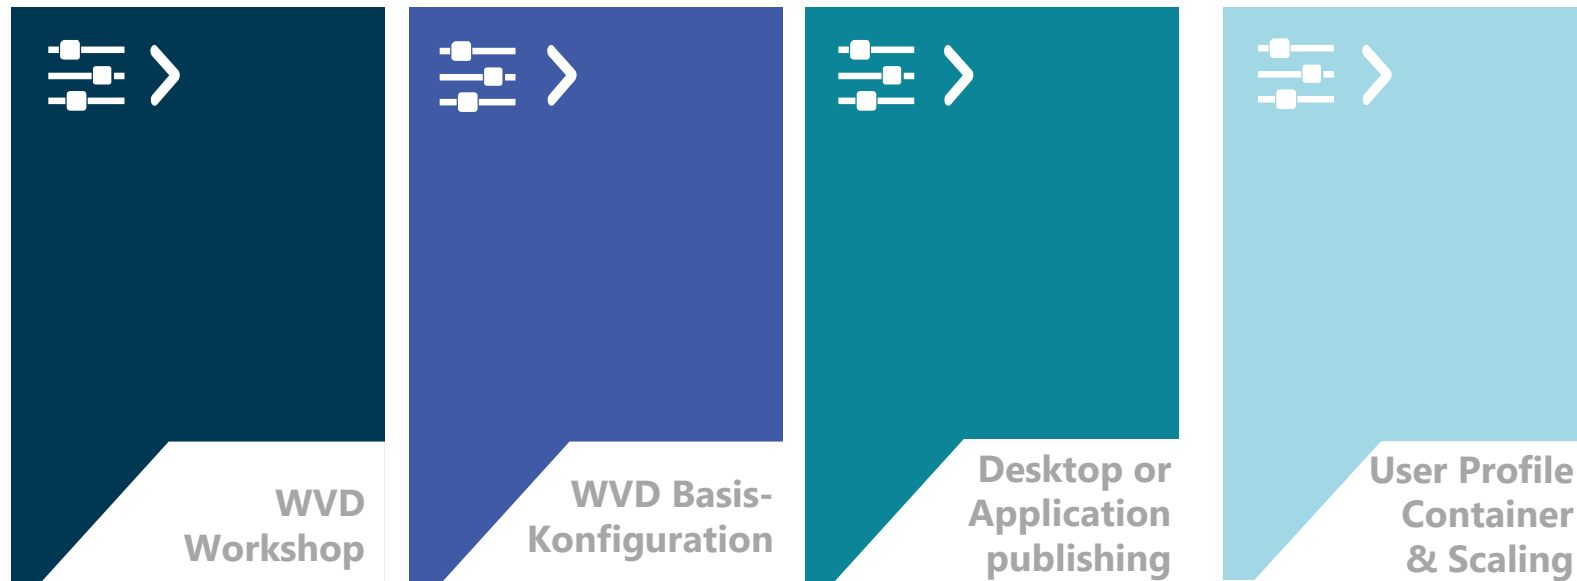 WVD
Workshop
WVD Basis-
Konfiguration
Desktop or
Application
publishing
User Profile
Container
& Scaling